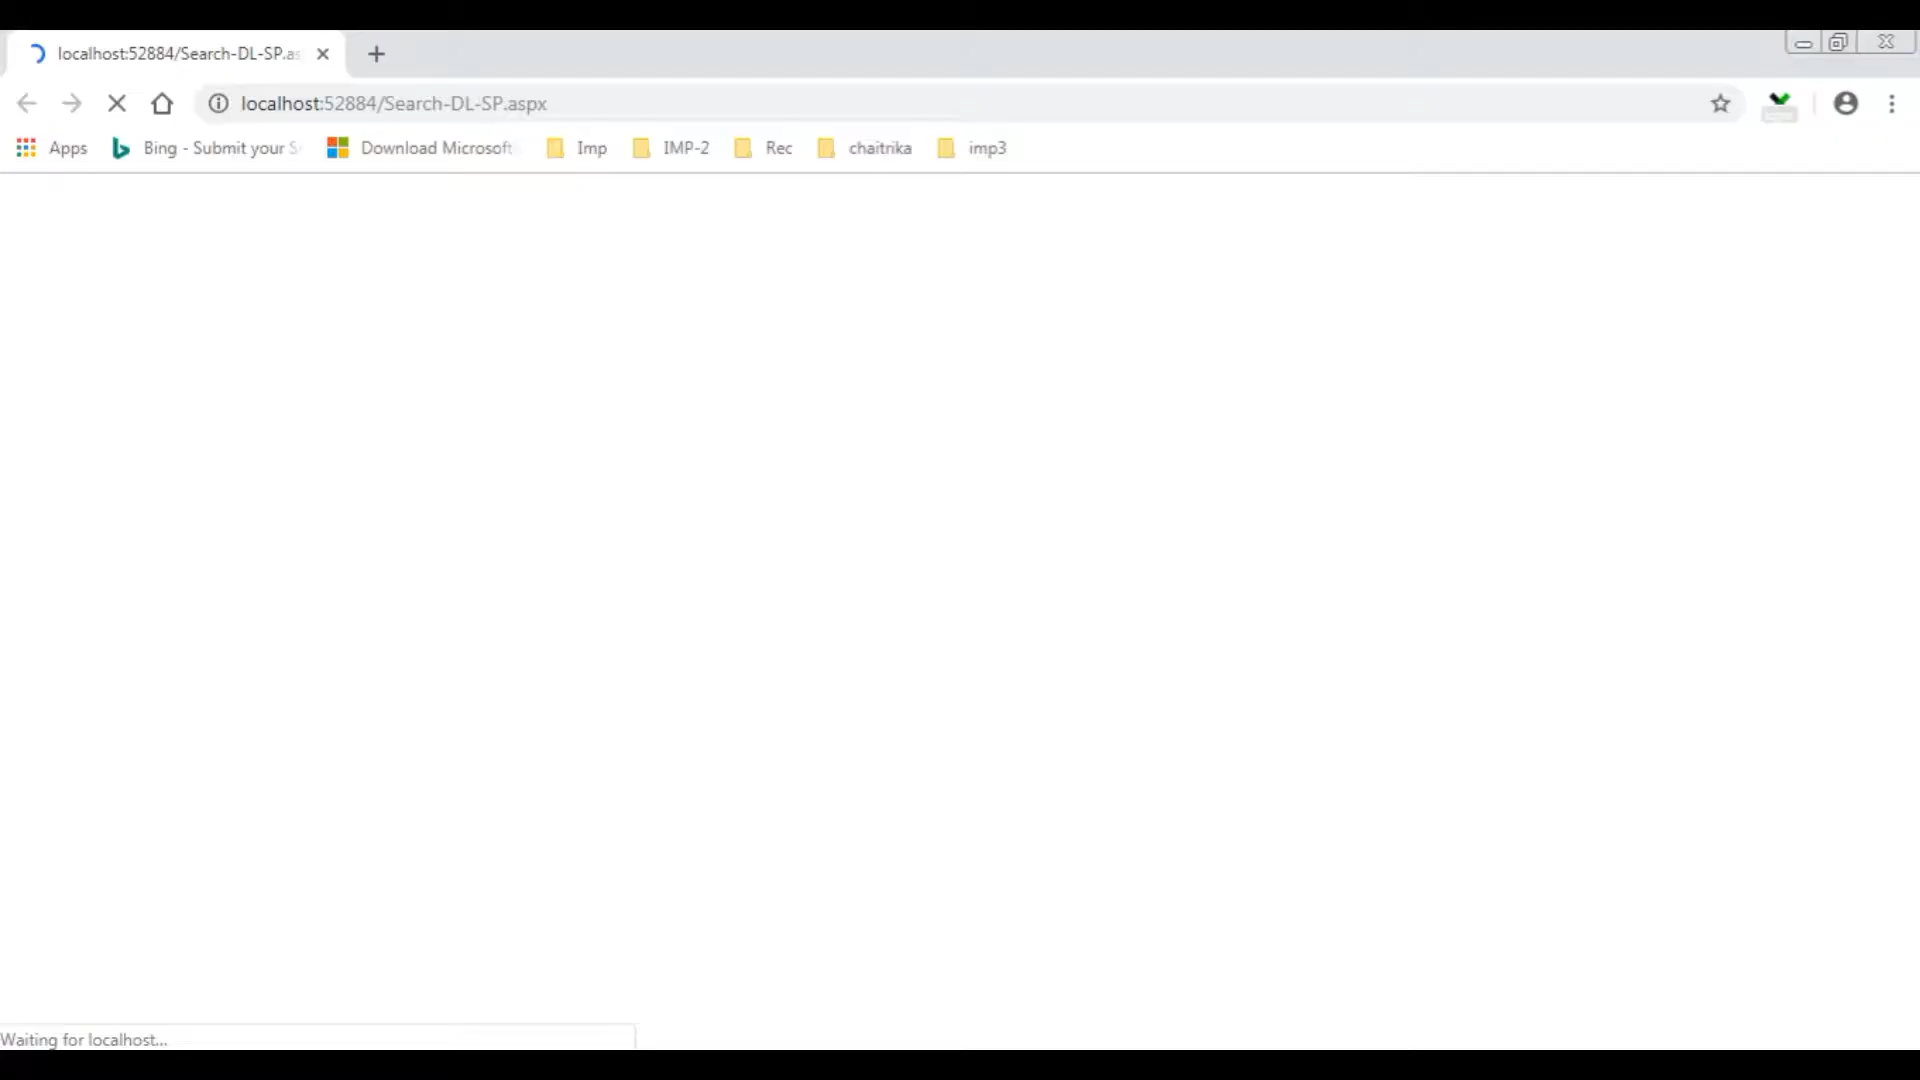 localhost:52884/Search-DL-SP.as
localhost:52884/Search-DL-SP.aspx
Apps Bing - Submit your S Download Microsoft Imp IMP-2 Rec chaitrika imp3
Waiting for localhost...